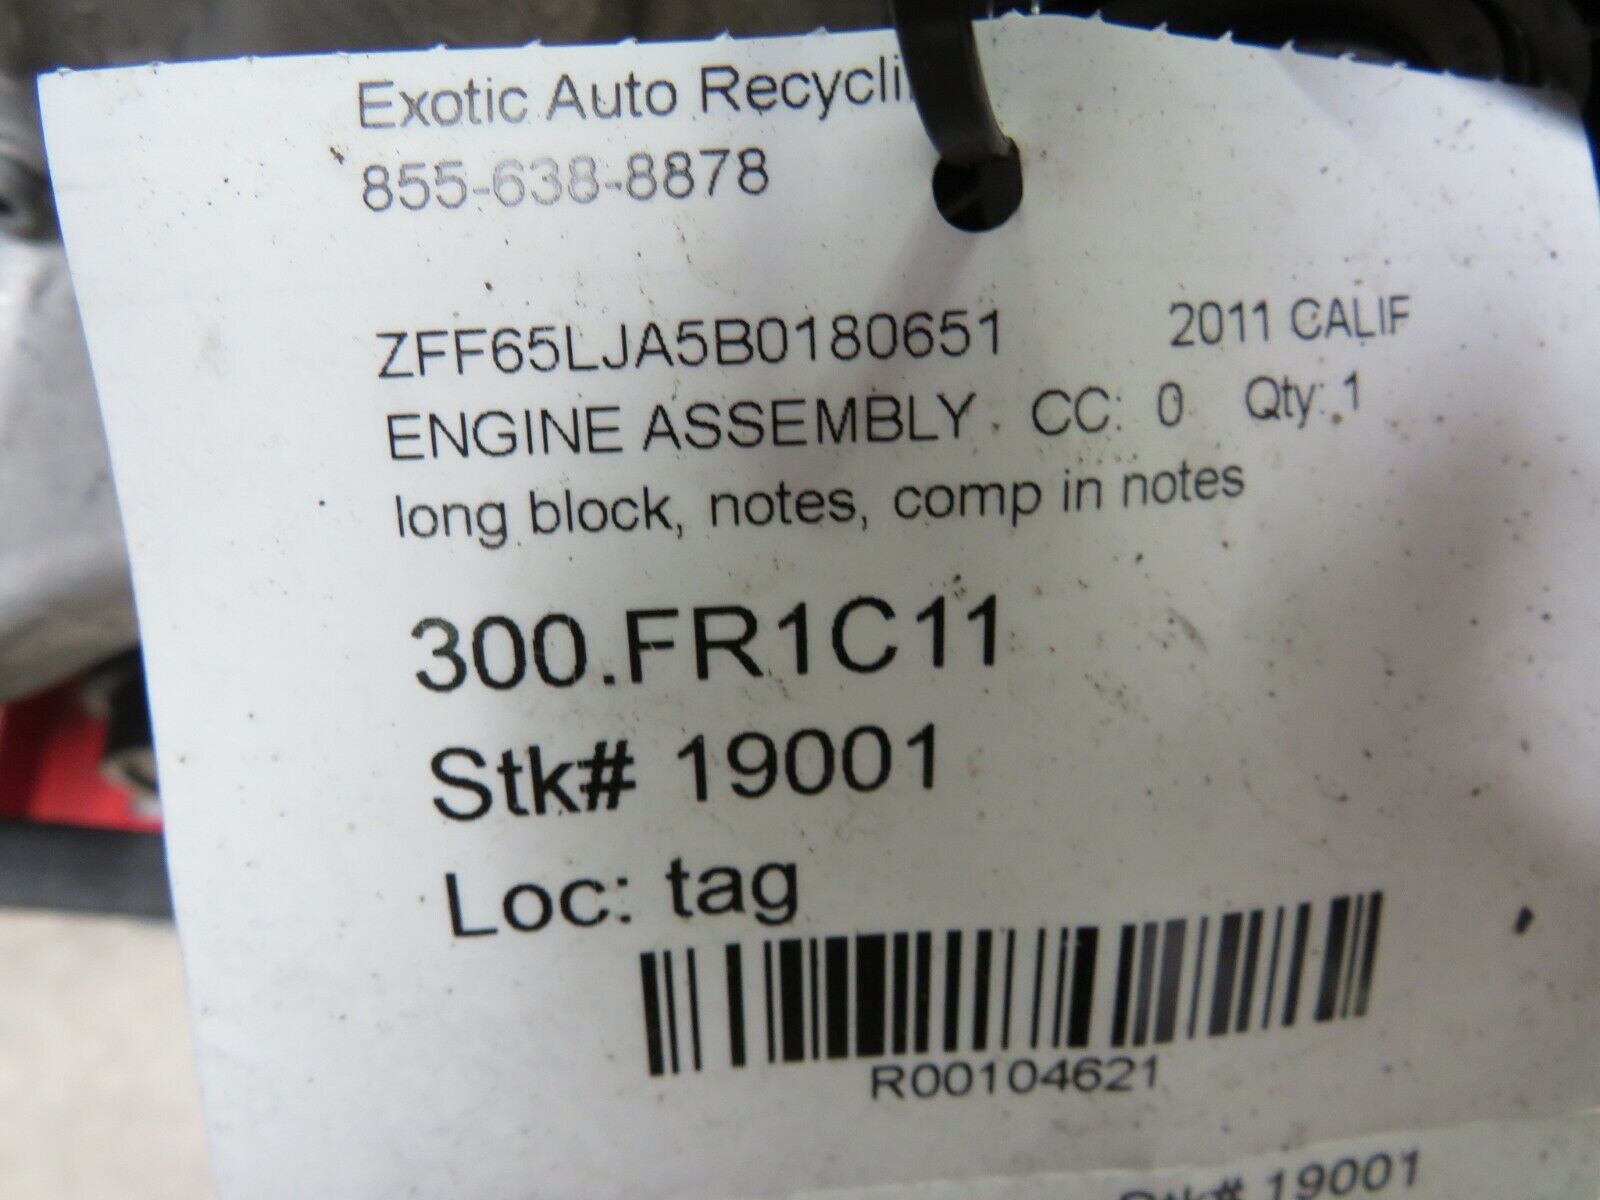 Exotic Auto
855-638-8878
ZFF65LJA5B0180651 2011 CALIF
ENGINE ASSEMBLY CC: 0 Qty: 1
long block, notes, comp in notes
300.FR1C11
Stk# 19001
Loc: tag
R00104621
Stk# 19001